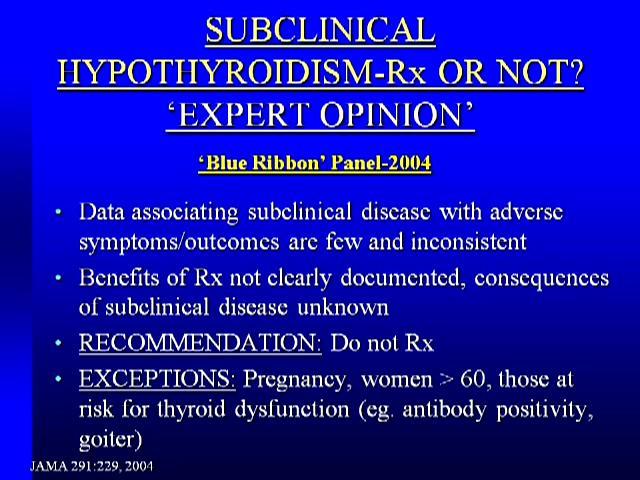 SUBCLINICAL
HYPOTHYROIDISM-Rx OR NOT?
‘EXPERT OPINION’
‘Blue Ribbon’ Panel-2004
• Data associating subclinical disease with adverse
symptoms/outcomes are few and inconsistent
• Benefits of Rx not clearly documented, consequences
of subclinical disease unknown
• RECOMMENDATION: Do not Rx
• EXCEPTIONS: Pregnancy, women > 60, those at
risk for thyroid dysfunction (eg. antibody positivity,
goiter)
JAMA 291:229, 2004